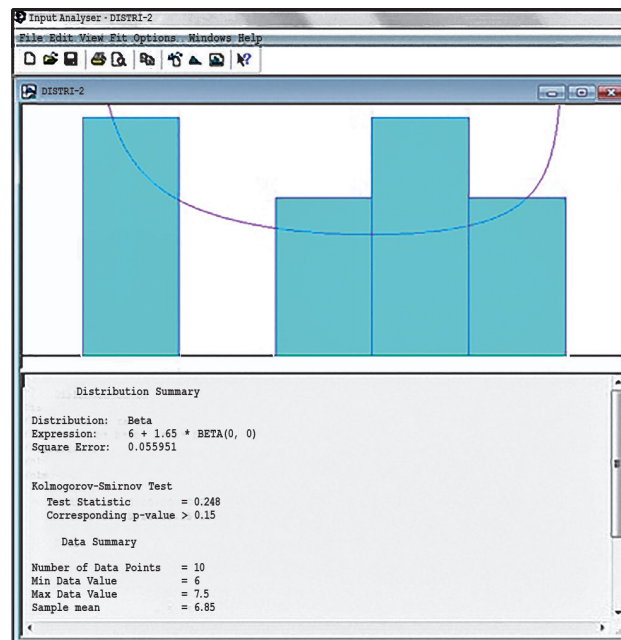 Input Analyser - DISTRI-2
File Edit View Fit Options Windows Help
DISTRI-2
Distribution Summary
Distribution: Beta
Expression: 6 + 1.65 * BETA(0, 0)
Square Error: 0.055951
Kolmogorov-Smirnov Test
Test Statistic = 0.248
Corresponding p-value > 0.15
Data Summary
Number of Data Points = 10
Min Data Value = 6
Max Data Value = 7.5
Sample mean = 6.85